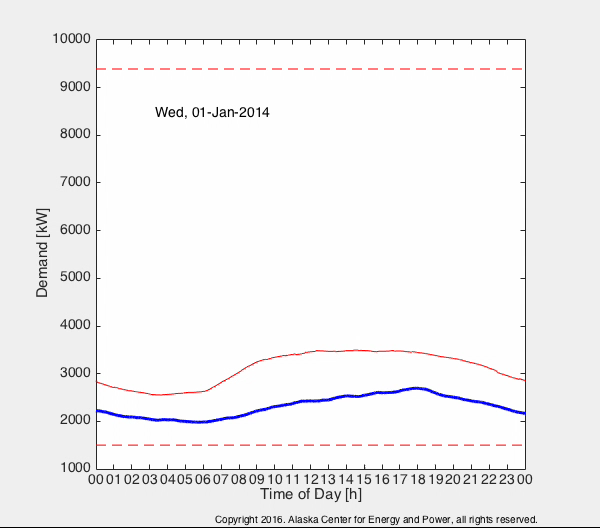 10000
9000
Wed, 01-Jan-2014
8000
7000
6000
Demand [kW]
5000
4000
3000
2000
1000
00 01 02 03 04 05 06 07 08 09 10 11 12 13 14 15 16 17 18 19 20 21 22 23 00
Time of Day [h]
Copyright 2016. Alaska Center for Energy and Power, all rights reserved.